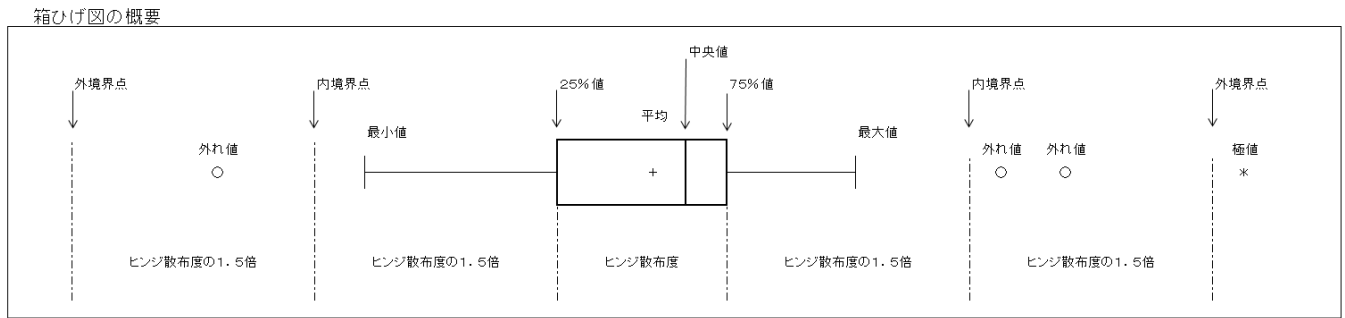 箱ひげ図の概要
中央値
外境界点
内境界点
25%値
75%値
内境界点
外境界点
平均
最小値
最大値
外れ値
外れ値
外れ値
極値
ヒンジ散布度の1.5倍
ヒンジ散布度の1.5倍
ヒンジ散布度
ヒンジ散布度の1.5倍
ヒンジ散布度の1.5倍